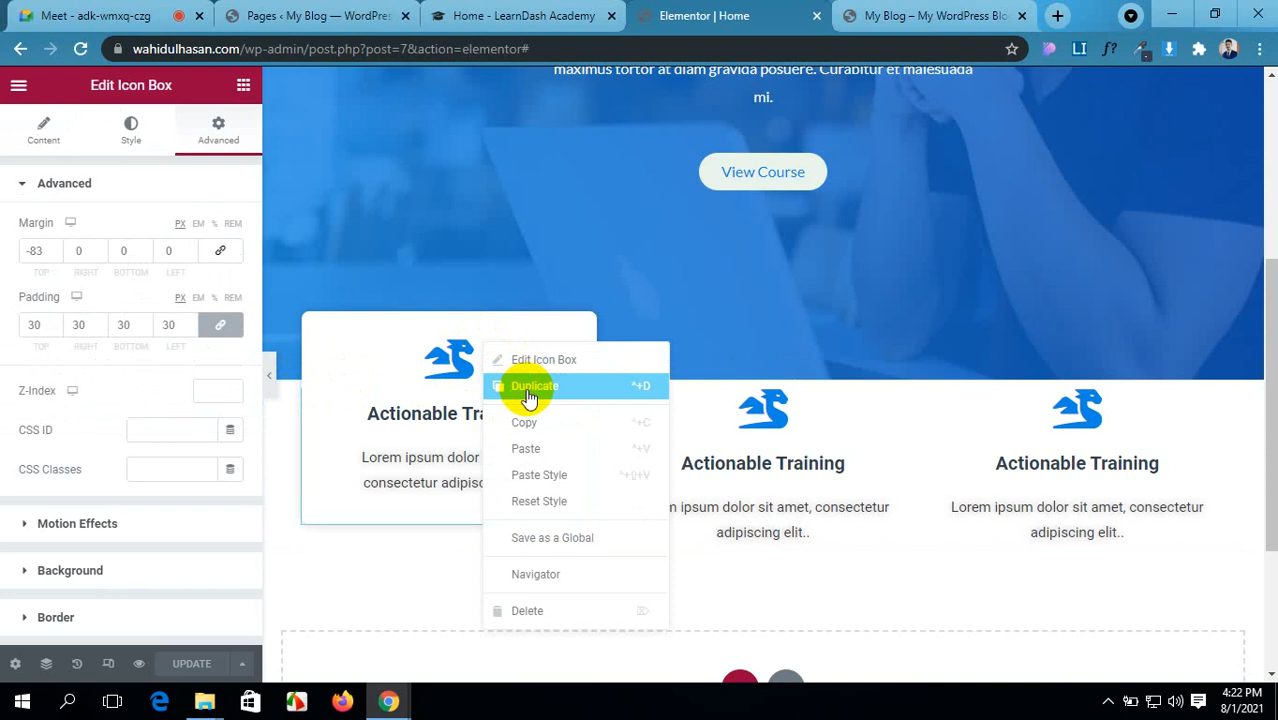 Meet - adk-wmxq-czg
Pages ‹ My Blog — WordPres
Home - LearnDash Academy
Elementor | Home
My Blog – My WordPress Blo
wahidulhasan.com/wp-admin/post.php?post=7&action=elementor#
LI
f?
Edit Icon Box
Content
Style
Advanced
Advanced
Margin
PX EM % REM
-83 0 0 0
TOP RIGHT BOTTOM LEFT
Padding
PX EM % REM
30 30 30 30
TOP RIGHT BOTTOM LEFT
Z-Index
CSS ID
CSS Classes
Motion Effects
Background
Border
UPDATE
maximus tortor at diam gravida posuere. Curabitur et malesuada
mi.
View Course
Actionable Tra
Lorem ipsum dolor
consectetur adipisc
Edit Icon Box
Duplicate ^+D
Copy ^+C
Paste ^+V
Paste Style ^+⇧+V
Reset Style
Save as a Global
Navigator
Delete
Actionable Training
m ipsum dolor sit amet, consectetur
adipiscing elit..
Actionable Training
Lorem ipsum dolor sit amet, consectetur
adipiscing elit..
4:22 PM
8/1/2021